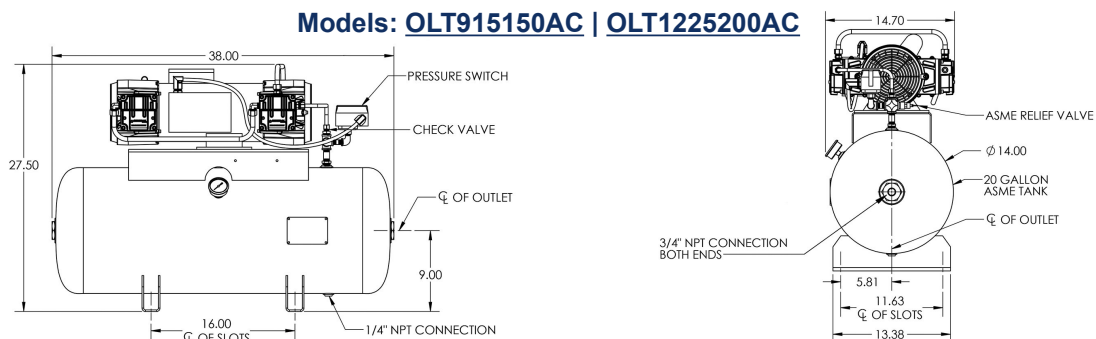 Models: OLT915150AC | OLT1225200AC
38.00
PRESSURE SWITCH
CHECK VALVE
27.50
℄ OF OUTLET
9.00
16.00
℄ OF SLOTS
1/4" NPT CONNECTION
14.70
ASME RELIEF VALVE
Ø 14.00
20 GALLON
ASME TANK
℄ OF OUTLET
3/4" NPT CONNECTION
BOTH ENDS
5.81
11.63
℄ OF SLOTS
13.38